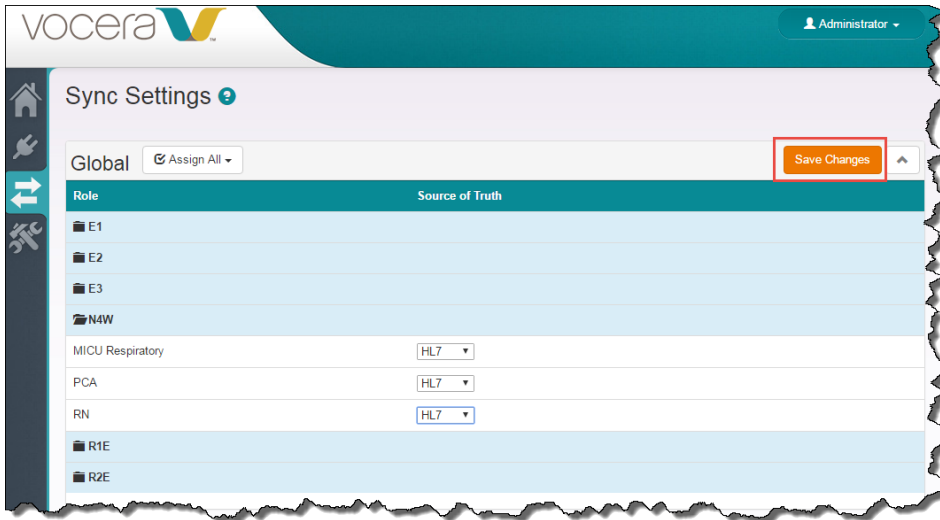 vocera
Administrator
Sync Settings ?
Global Assign All Save Changes
Role Source of Truth
E1
E2
E3
N4W
MICU Respiratory HL7
PCA HL7
RN HL7
R1E
R2E